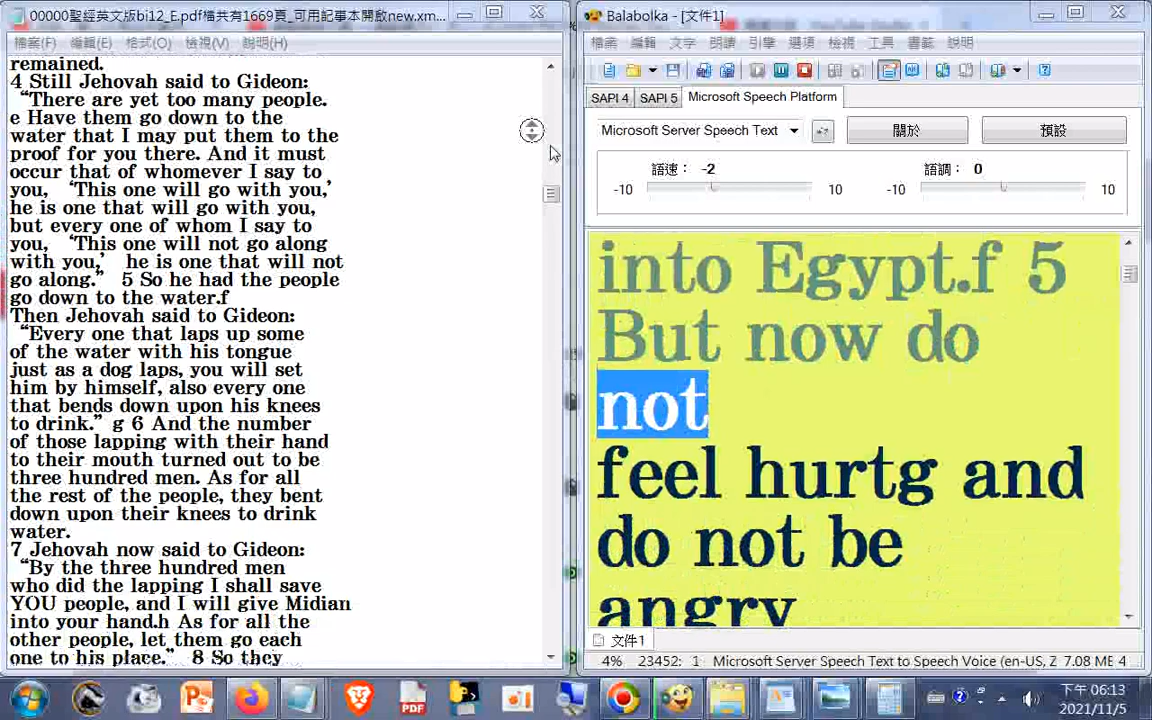 00000聖經英文版bi12_E.pdf檔共有1669頁_可用記事本開啟new.xm...
檔案(F) 編輯(E) 格式(O) 檢視(V) 說明(H)
remained.
4 Still Jehovah said to Gideon:
“There are yet too many people.
e Have them go down to the
water that I may put them to the
proof for you there. And it must
occur that of whomever I say to
you, ‘This one will go with you,’
he is one that will go with you,
but every one of whom I say to
you, ‘This one will not go along
with you,’ he is one that will not
go along.” 5 So he had the people
go down to the water.f
Then Jehovah said to Gideon:
“Every one that laps up some
of the water with his tongue
just as a dog laps, you will set
him by himself, also every one
that bends down upon his knees
to drink.” g 6 And the number
of those lapping with their hand
to their mouth turned out to be
three hundred men. As for all
the rest of the people, they bent
down upon their knees to drink
water.
7 Jehovah now said to Gideon:
“By the three hundred men
who did the lapping I shall save
YOU people, and I will give Midian
into your hand.h As for all the
other people, let them go each
one to his place.” 8 So they
Balabolka - [文件1]
檔案 編輯 文字 朗讀 引擎 選項 檢視 工具 書籤 說明
SAPI 4 SAPI 5 Microsoft Speech Platform
Microsoft Server Speech Text 關於 預設
語速： -2 語調： 0
-10 10 -10 10
into Egypt.f 5
But now do
not
feel hurtg and
do not be
angry
文件1
4% 23452: 1 Microsoft Server Speech Text to Speech Voice (en-US, Z 7.08 ME 4
下午 06:13
2021/11/5